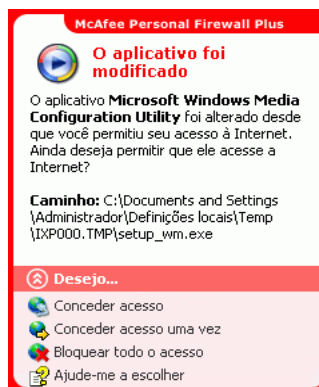 McAfee Personal Firewall Plus
O aplicativo foi
modificado
O aplicativo Microsoft Windows Media
Configuration Utility foi alterado desde
que você permitiu seu acesso à Internet.
Ainda deseja permitir que ele acesse a
Internet?
Caminho: C:\Documents and Settings
\Administrador\Definições locais\Temp
\IXP000.TMP\setup_wm.exe
Desejo...
Conceder acesso
Conceder acesso uma vez
Bloquear todo o acesso
Ajude-me a escolher